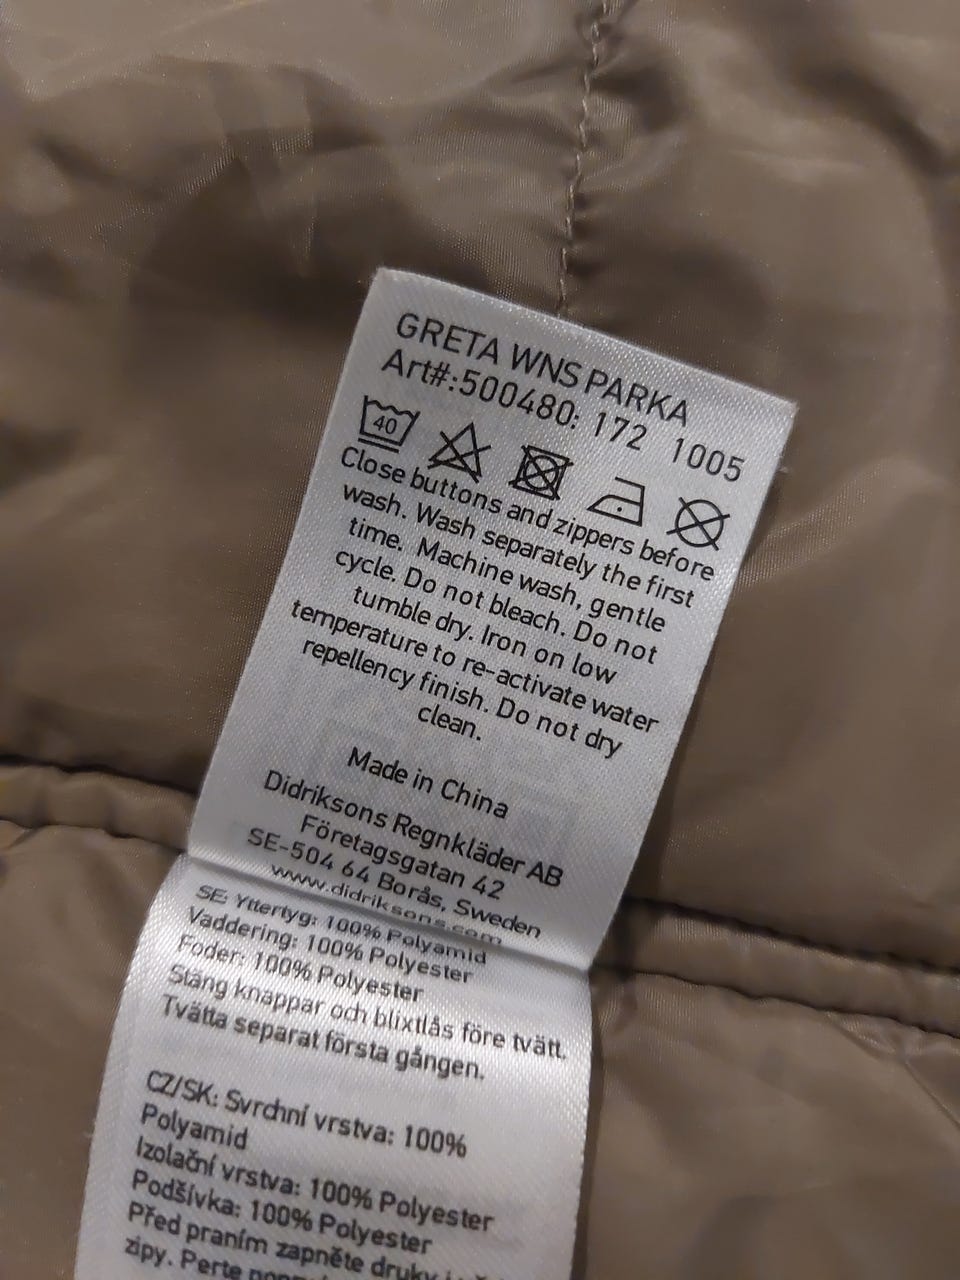 GRETA WNS PARKA
Art#:500480: 172 1005
40
Close buttons and zippers before
wash. Wash separately the first
time. Machine wash, gentle
cycle. Do not bleach. Do not
tumble dry. Iron on low
temperature to re-activate water
repellency finish. Do not dry
clean.
Made in China
Didriksons Regnkläder AB
Företagsgatan 42
SE-504 64 Borås, Sweden
www.didriksons.com
SE: Yttertyg: 100% Polyamid
Vaddering: 100% Polyester
Foder: 100% Polyester
Stäng knappar och blixtlås före tvätt.
Tvätta separat första gången.
CZ/SK: Svrchní vrstva: 100%
Polyamid
Izolační vrstva: 100% Polyester
Podšívka: 100% Polyester
Před praním zapněte druky i
zipy. Perte